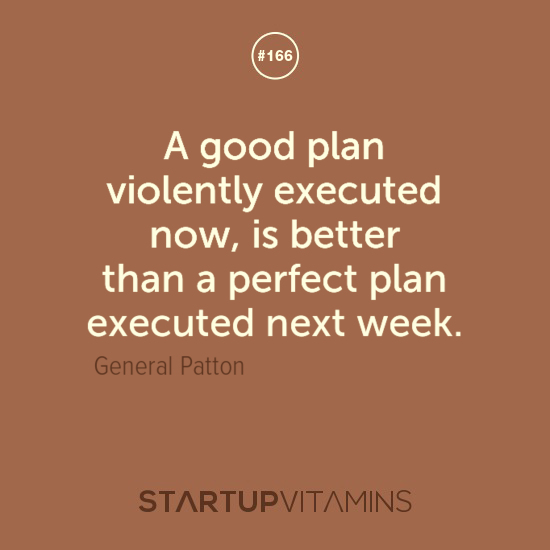 #166
A good plan
violently executed
now, is better
than a perfect plan
executed next week.
General Patton
STARTUPVITAMINS